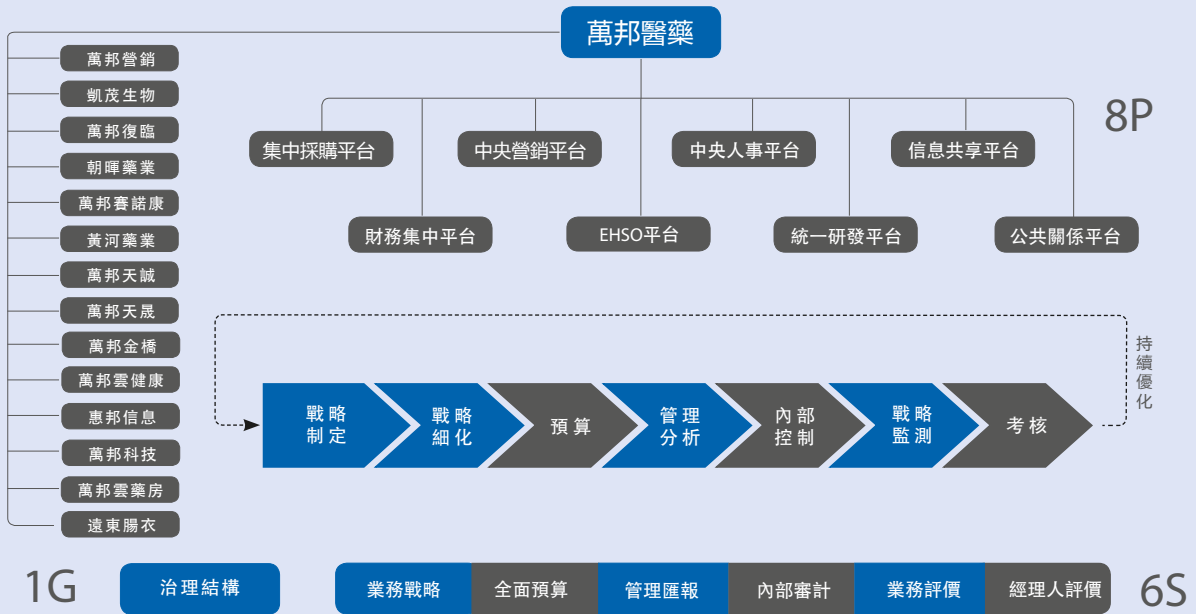 萬邦醫藥
萬邦營銷
凱茂生物
萬邦復臨
朝暉藥業
萬邦賽諾康
黃河藥業
萬邦天誠
萬邦天晟
萬邦金橋
萬邦雲健康
惠邦信息
萬邦科技
萬邦雲藥房
遠東腸衣
8P
集中採購平台
中央營銷平台
中央人事平台
信息共享平台
財務集中平台
EHSO平台
統一研發平台
公共關係平台
持續優化
戰略
制定
戰略
細化
預算
管理
分析
內部
控制
戰略
監測
考核
1G
治理結構
業務戰略
全面預算
管理匯報
內部審計
業務評價
經理人評價
6S